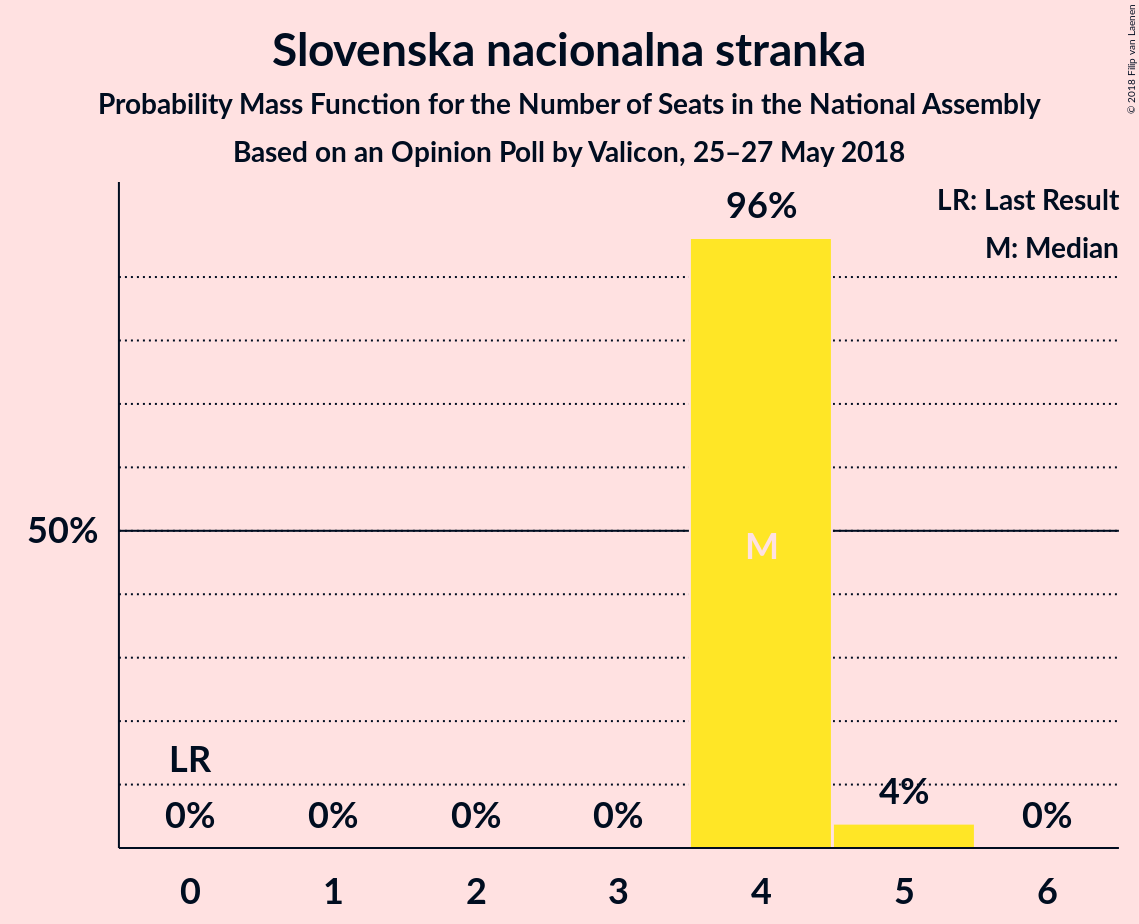 Slovenska nacionalna stranka
Probability Mass Function for the Number of Seats in the National Assembly
Based on an Opinion Poll by Valicon, 25–27 May 2018
© 2018 Filip van Laenen
LR: Last Result
M: Median
96%
50%
M
LR
0%
0%
0%
0%
4%
0%
0
1
2
3
4
5
6